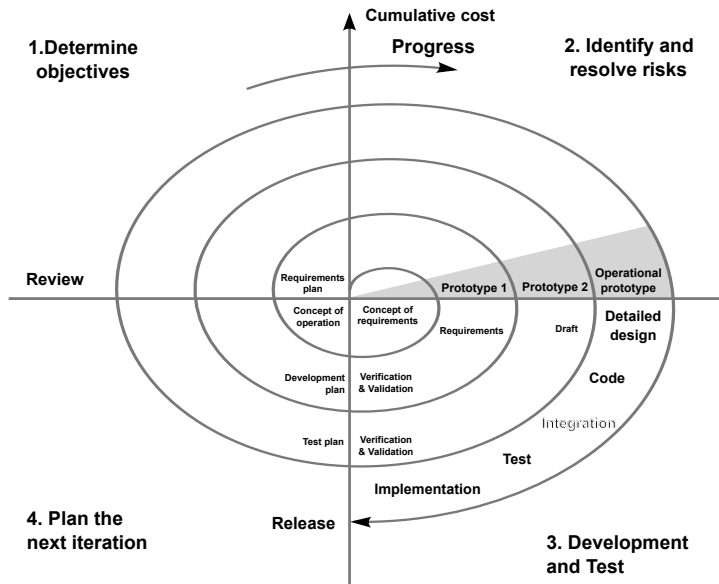 Cumulative cost
Progress
1.Determine
objectives
2. Identify and
resolve risks
Review
Requirements
plan
Prototype 1
Prototype 2
Operational
prototype
Concept of
operation
Concept of
requirements
Requirements
Draft
Detailed
design
Development
plan
Verification
& Validation
Code
Integration
Test plan
Verification
& Validation
Test
Implementation
4. Plan the
next iteration
Release
3. Development
and Test